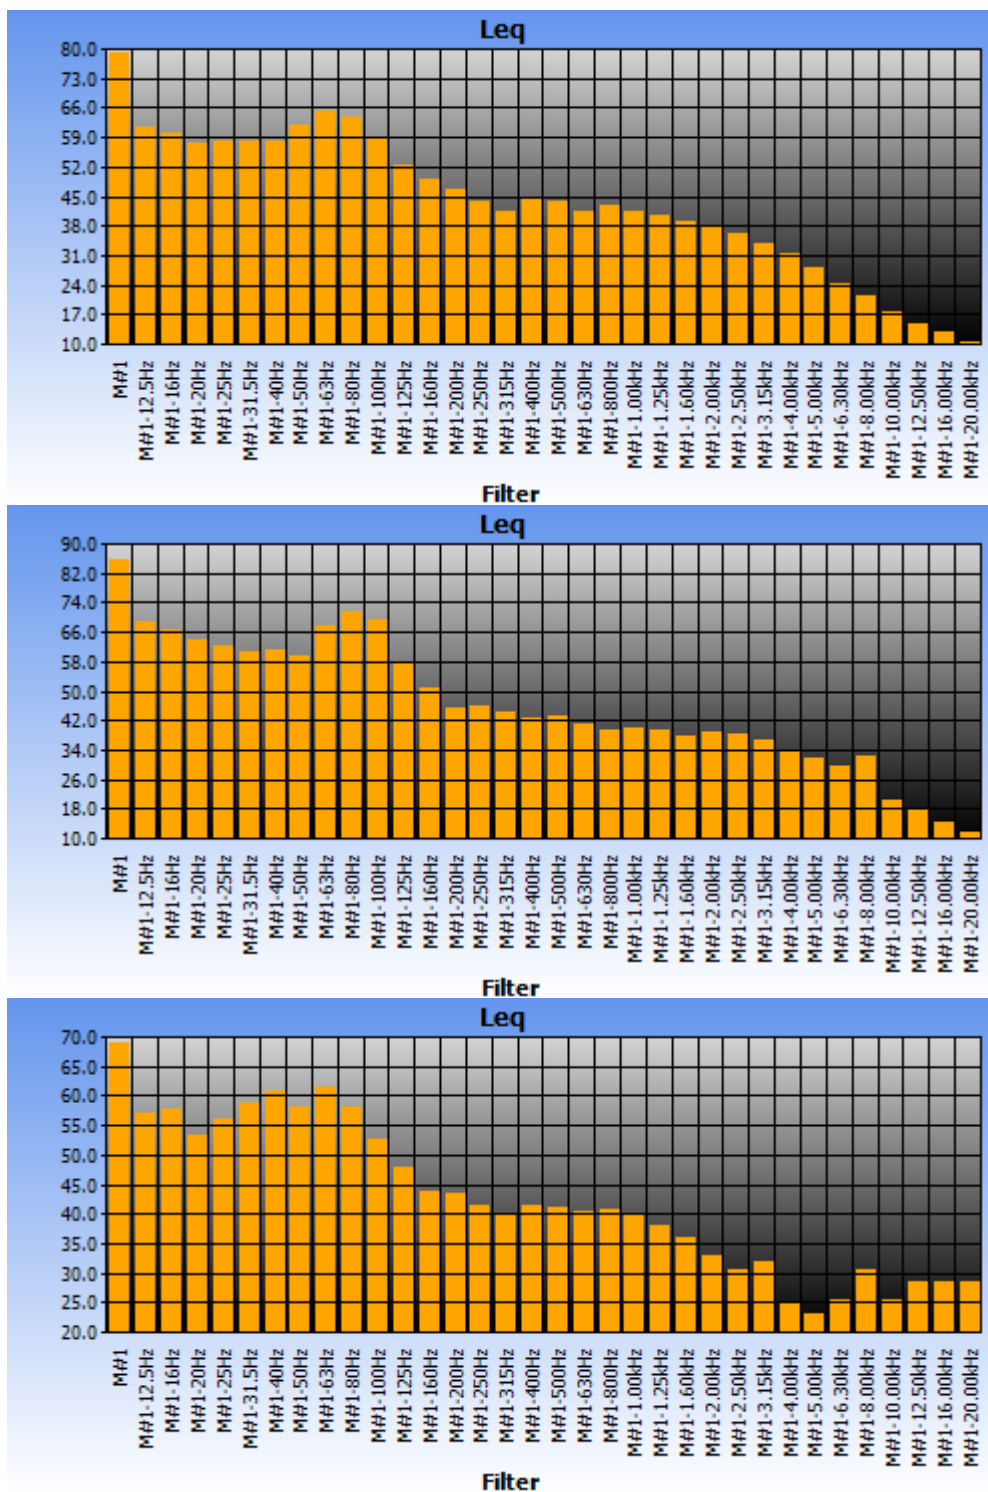 Leq
80.0
73.0
66.0
59.0
52.0
45.0
38.0
31.0
24.0
17.0
10.0
M#1
M#1-12.5Hz
M#1-16Hz
M#1-20Hz
M#1-25Hz
M#1-31.5Hz
M#1-40Hz
M#1-50Hz
M#1-63Hz
M#1-80Hz
M#1-100Hz
M#1-125Hz
M#1-160Hz
M#1-200Hz
M#1-250Hz
M#1-315Hz
M#1-400Hz
M#1-500Hz
M#1-630Hz
M#1-800Hz
M#1-1.00kHz
M#1-1.25kHz
M#1-1.60kHz
M#1-2.00kHz
M#1-2.50kHz
M#1-3.15kHz
M#1-4.00kHz
M#1-5.00kHz
M#1-6.30kHz
M#1-8.00kHz
M#1-10.00kHz
M#1-12.50kHz
M#1-16.00kHz
M#1-20.00kHz
Filter
Leq
90.0
82.0
74.0
66.0
58.0
50.0
42.0
34.0
26.0
18.0
10.0
M#1
M#1-12.5Hz
M#1-16Hz
M#1-20Hz
M#1-25Hz
M#1-31.5Hz
M#1-40Hz
M#1-50Hz
M#1-63Hz
M#1-80Hz
M#1-100Hz
M#1-125Hz
M#1-160Hz
M#1-200Hz
M#1-250Hz
M#1-315Hz
M#1-400Hz
M#1-500Hz
M#1-630Hz
M#1-800Hz
M#1-1.00kHz
M#1-1.25kHz
M#1-1.60kHz
M#1-2.00kHz
M#1-2.50kHz
M#1-3.15kHz
M#1-4.00kHz
M#1-5.00kHz
M#1-6.30kHz
M#1-8.00kHz
M#1-10.00kHz
M#1-12.50kHz
M#1-16.00kHz
M#1-20.00kHz
Filter
Leq
70.0
65.0
60.0
55.0
50.0
45.0
40.0
35.0
30.0
25.0
20.0
M#1
M#1-12.5Hz
M#1-16Hz
M#1-20Hz
M#1-25Hz
M#1-31.5Hz
M#1-40Hz
M#1-50Hz
M#1-63Hz
M#1-80Hz
M#1-100Hz
M#1-125Hz
M#1-160Hz
M#1-200Hz
M#1-250Hz
M#1-315Hz
M#1-400Hz
M#1-500Hz
M#1-630Hz
M#1-800Hz
M#1-1.00kHz
M#1-1.25kHz
M#1-1.60kHz
M#1-2.00kHz
M#1-2.50kHz
M#1-3.15kHz
M#1-4.00kHz
M#1-5.00kHz
M#1-6.30kHz
M#1-8.00kHz
M#1-10.00kHz
M#1-12.50kHz
M#1-16.00kHz
M#1-20.00kHz
Filter